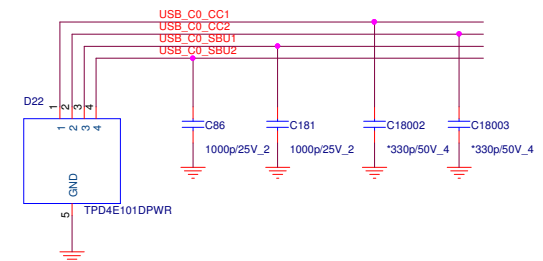 USB_C0_CC1
USB_C0_CC2
USB_C0_SBU1
USB_C0_SBU2
D22
1 2 3 4
1 2 3 4
GND
5
TPD4E101DPWR
C86
1000p/25V_2
C181
1000p/25V_2
C18002
*330p/50V_4
C18003
*330p/50V_4